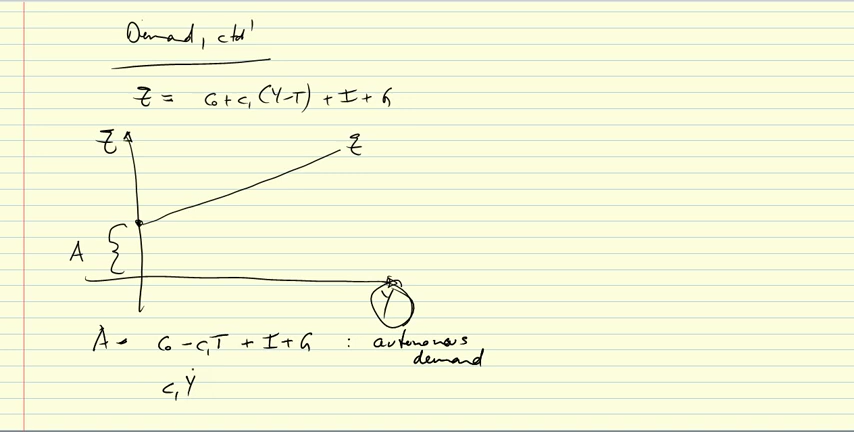 Demand, ctd'
Z = c₀+c₁(Y-T) + I + G
Z
Z
A {
Y
A = c₀ - c₁T + I + G : autonomous
demand
c₁Y